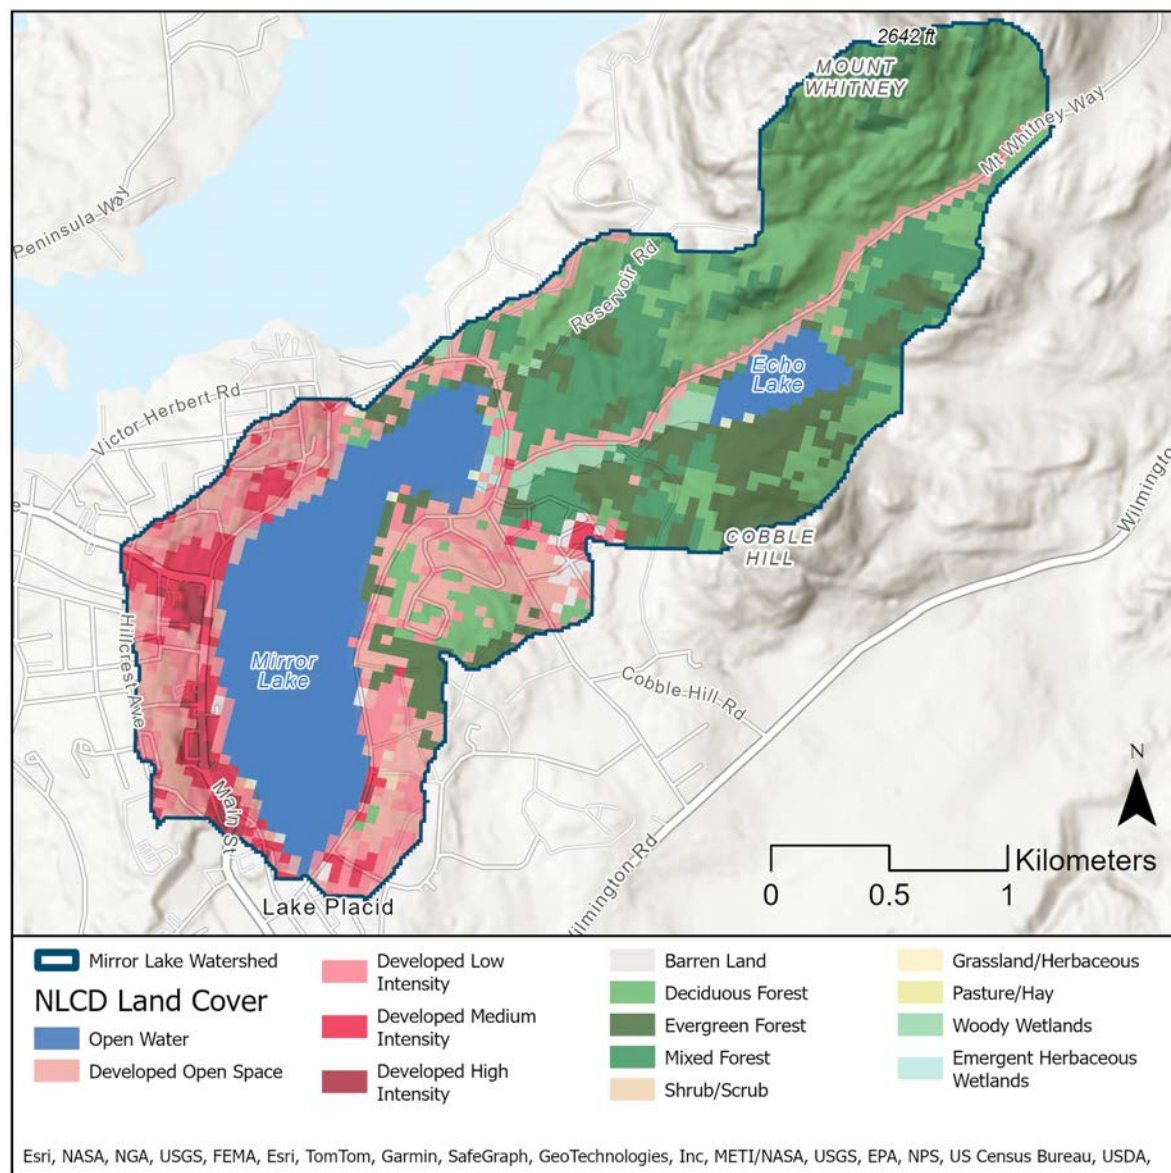 2642 ft
MOUNT
WHITNEY
Mt Whitney Way
Peninsula Way
Reservoir Rd
Echo
Lake
Victor Herbert Rd
e
Wilmington
COBBLE
HILL
Hillcrest Ave
Mirror
Lake
Cobble Hill Rd
N
Main St
Wilmington Rd
Kilometers
0 0.5 1
Lake Placid
Mirror Lake Watershed
NLCD Land Cover
Open Water
Developed Open Space
Developed Low
Intensity
Developed Medium
Intensity
Developed High
Intensity
Barren Land
Deciduous Forest
Evergreen Forest
Mixed Forest
Shrub/Scrub
Grassland/Herbaceous
Pasture/Hay
Woody Wetlands
Emergent Herbaceous
Wetlands
Esri, NASA, NGA, USGS, FEMA, Esri, TomTom, Garmin, SafeGraph, GeoTechnologies, Inc, METI/NASA, USGS, EPA, NPS, US Census Bureau, USDA,